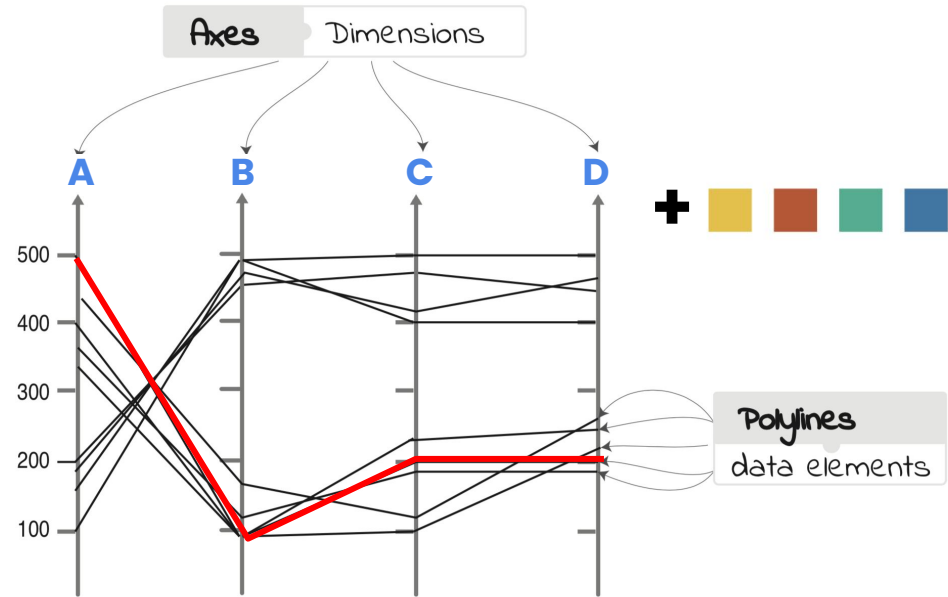 Axes Dimensions
A B C D
+
500
400
300
200
100
Polylines
data elements